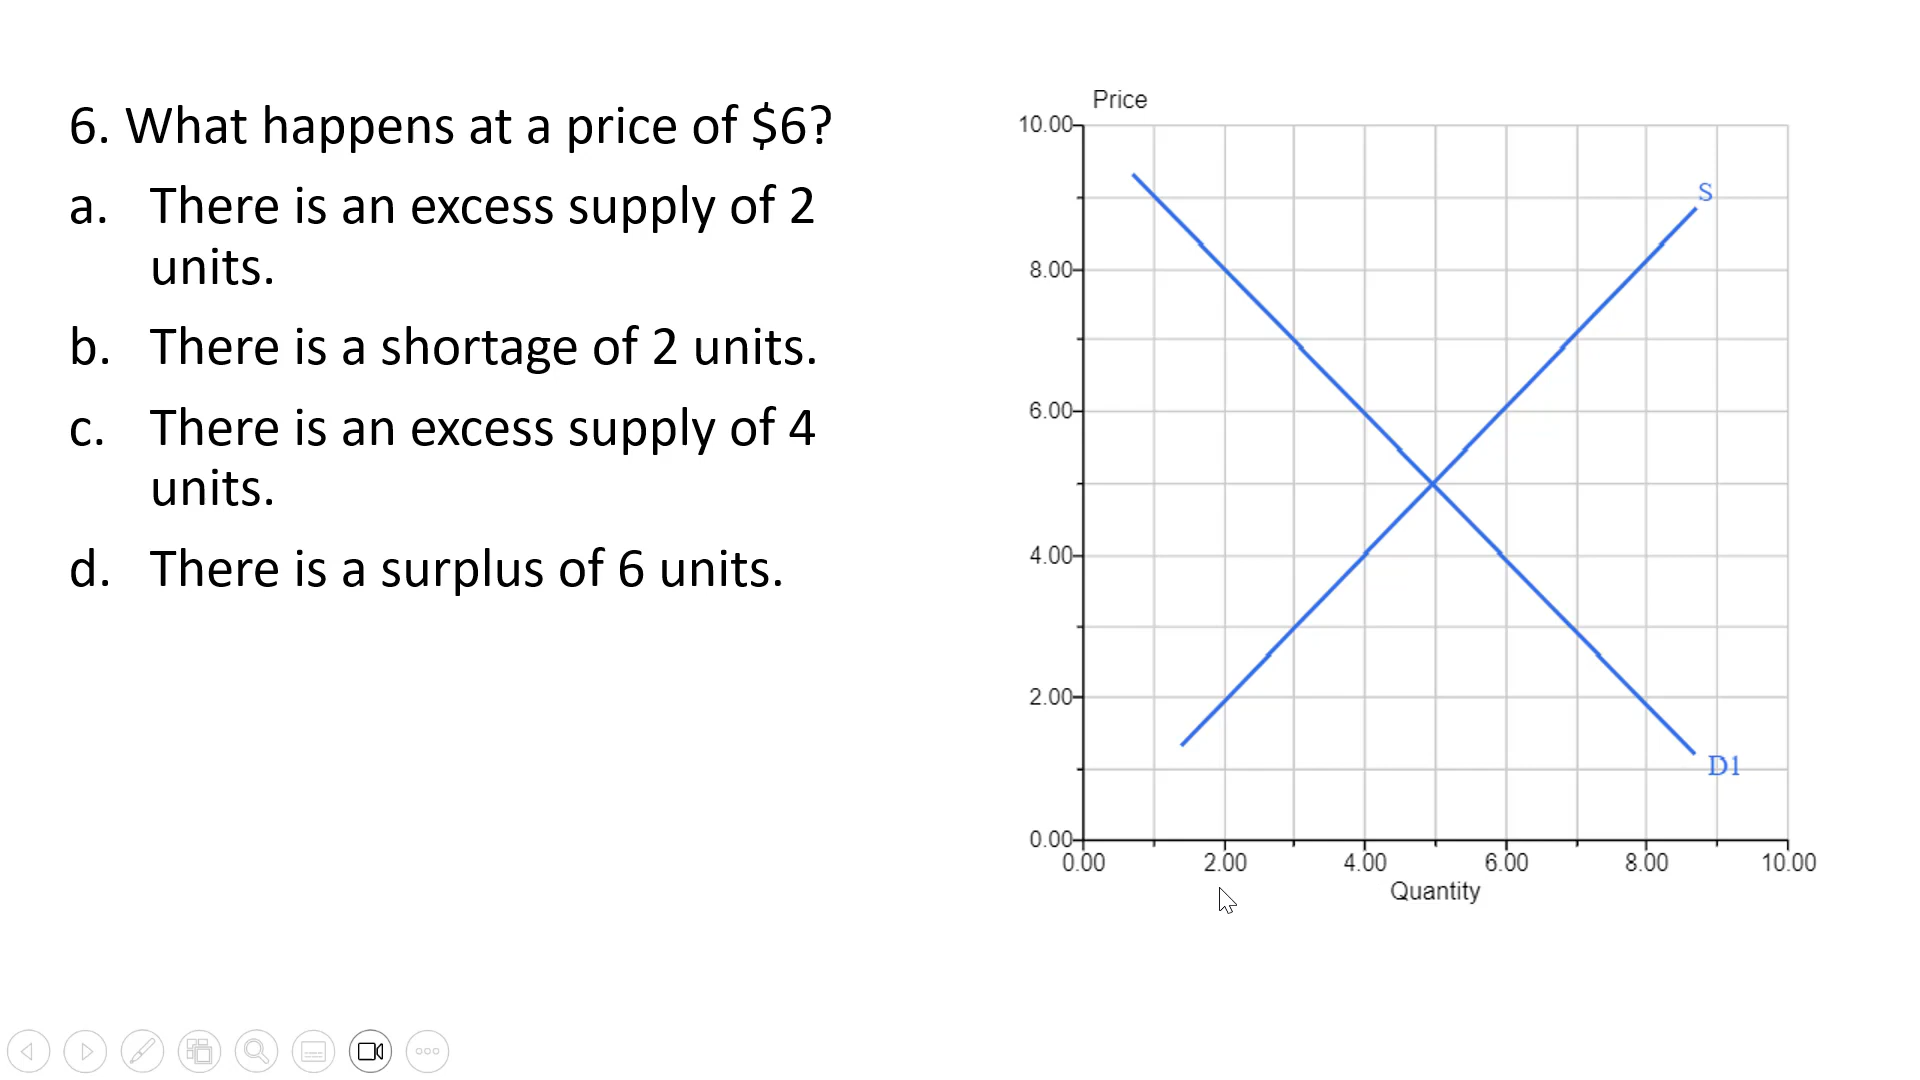 6. What happens at a price of $6?
a. There is an excess supply of 2
units.
b. There is a shortage of 2 units.
c. There is an excess supply of 4
units.
d. There is a surplus of 6 units.
Price
10.00
8.00
6.00
4.00
2.00
0.00
S
D1
0.00 2.00 4.00 6.00 8.00 10.00
Quantity